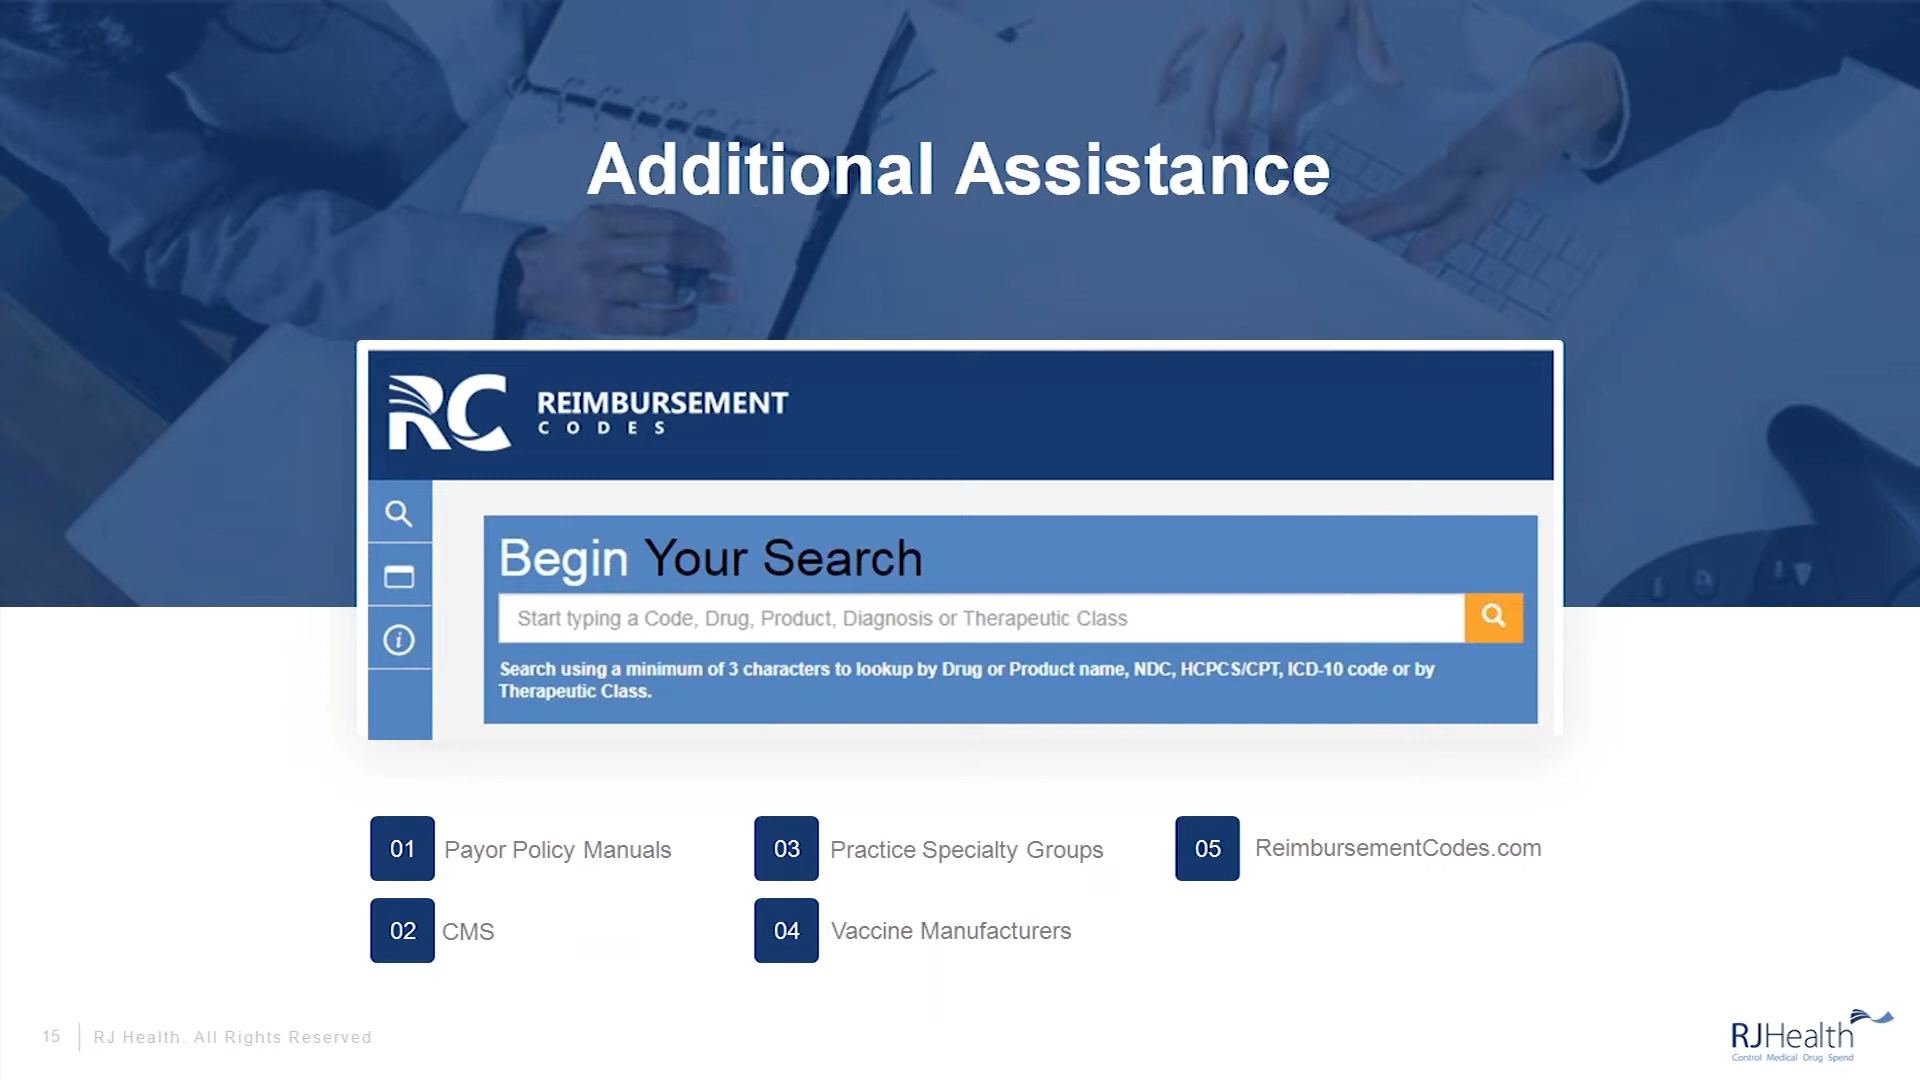 Additional Assistance
RC
REIMBURSEMENT
CODES
Begin Your Search
Start typing a Code, Drug, Product, Diagnosis or Therapeutic Class
Search using a minimum of 3 characters to lookup by Drug or Product name, NDC, HCPCS/CPT, ICD-10 code or by
Therapeutic Class.
01 Payor Policy Manuals
02 CMS
03 Practice Specialty Groups
04 Vaccine Manufacturers
05 ReimbursementCodes.com
15 RJ Health. All Rights Reserved.
RJHealth
Control Medical Drug Spend